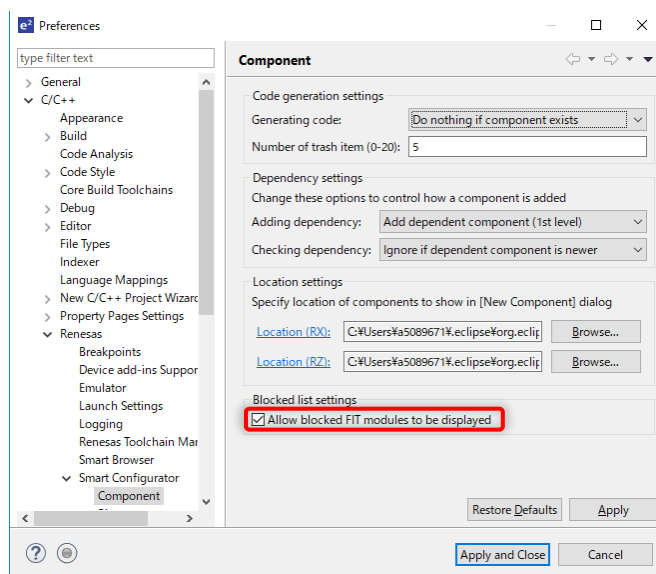 e² Preferences
type filter text
General
C/C++
Appearance
Build
Code Analysis
Code Style
Core Build Toolchains
Debug
Editor
File Types
Indexer
Language Mappings
New C/C++ Project Wizarc
Property Pages Settings
Renesas
Breakpoints
Device add-ins Suppor
Emulator
Launch Settings
Logging
Renesas Toolchain Mar
Smart Browser
Smart Configurator
Component
Component
Code generation settings
Generating code: Do nothing if component exists
Number of trash item (0-20): 5
Dependency settings
Change these options to control how a component is added
Adding dependency: Add dependent component (1st level)
Checking dependency: Ignore if dependent component is newer
Location settings
Specify location of components to show in [New Component] dialog
Location (RX): C:¥Users¥a5089671¥.eclipse¥org.eclip Browse...
Location (RZ): C:¥Users¥a5089671¥.eclipse¥org.eclip Browse...
Blocked list settings
Allow blocked FIT modules to be displayed
Restore Defaults Apply
? Apply and Close Cancel